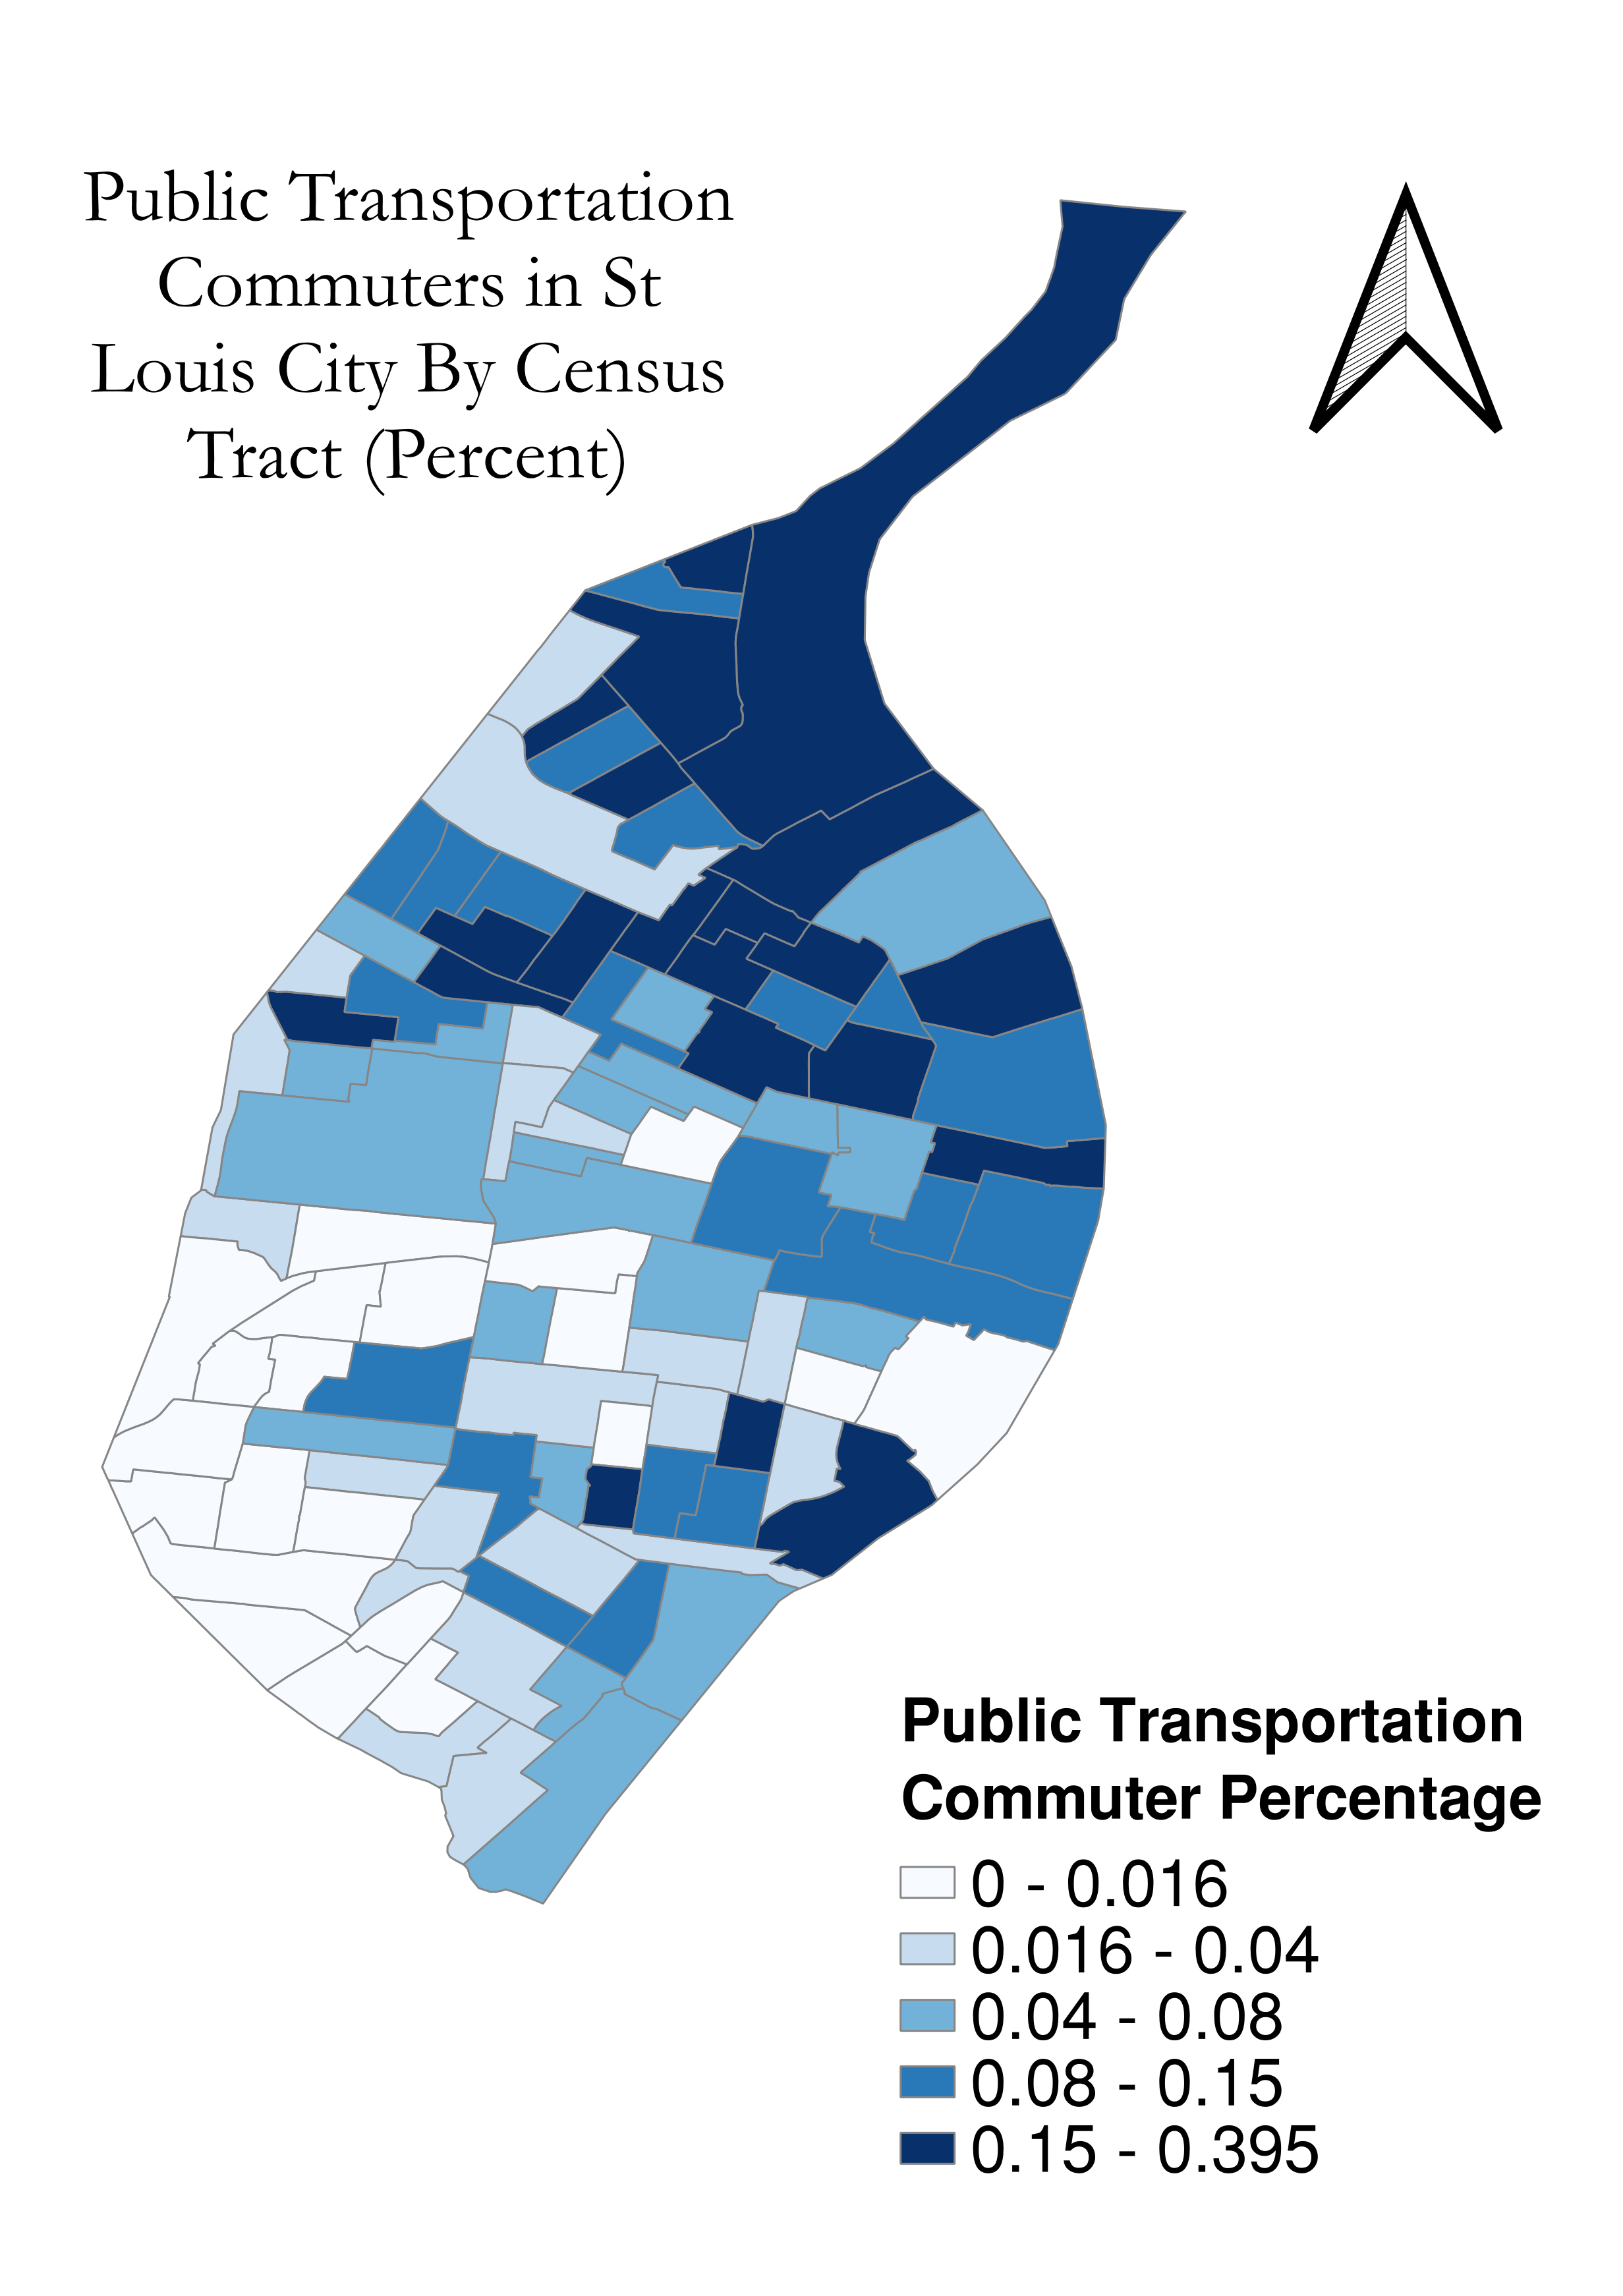 Public Transportation
Commuters in St
Louis City By Census
Tract (Percent)
Public Transportation
Commuter Percentage
0 - 0.016
0.016 - 0.04
0.04 - 0.08
0.08 - 0.15
0.15 - 0.395